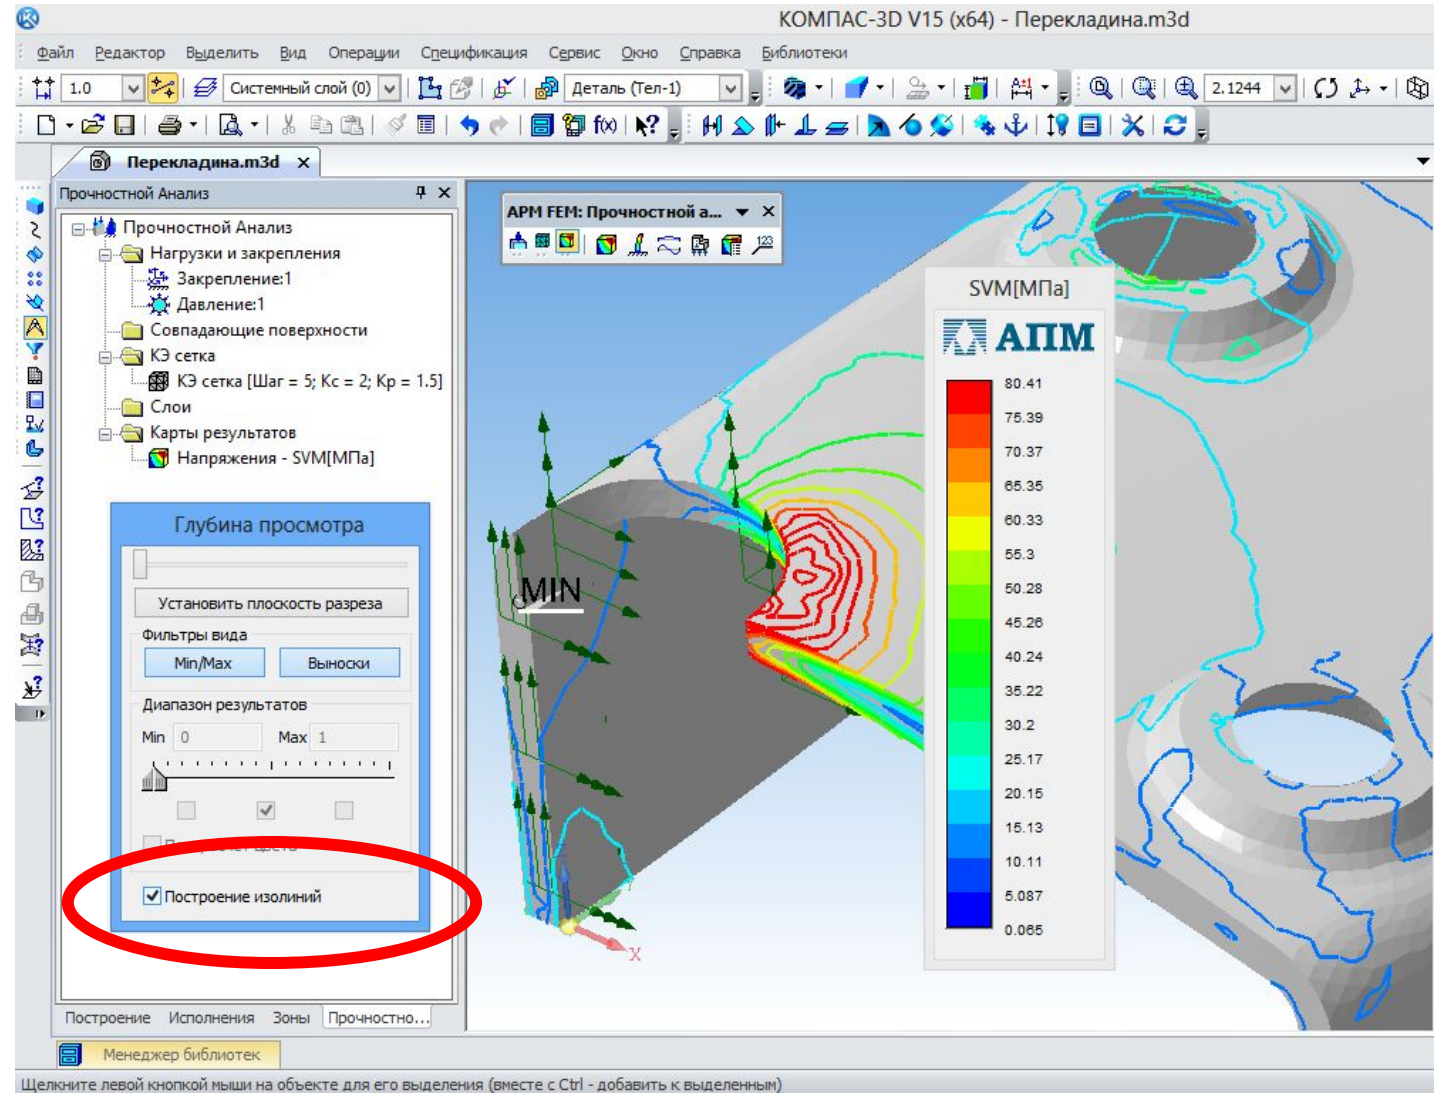 КОМПАС-3D V15 (x64) - Перекладина.m3d
Файл Редактор Выделить Вид Операции Спецификация Сервис Окно Справка Библиотеки
1.0 Системный слой (0) Деталь (Тел-1) 2.1244
f(x)
Перекладина.m3d
Прочностной Анализ
Прочностной Анализ
Нагрузки и закрепления
Закрепление:1
Давление:1
Совпадающие поверхности
КЭ сетка
КЭ сетка [Шаг = 5; Кс = 2; Кр = 1.5]
Слои
Карты результатов
Напряжения - SVM[МПа]
Глубина просмотра
Установить плоскость разреза
Фильтры вида
Min/Max Выноски
Диапазон результатов
Min 0 Max 1
Построение изолиний
APM FEM: Прочностной а...
123
MIN
X
SVM[МПа]
АПМ
80.41
75.39
70.37
65.35
60.33
55.3
50.28
45.26
40.24
35.22
30.2
25.17
20.15
15.13
10.11
5.087
0.065
Построение Исполнения Зоны Прочностно...
Менеджер библиотек
Щелкните левой кнопкой мыши на объекте для его выделения (вместе с Ctrl - добавить к выделенным)